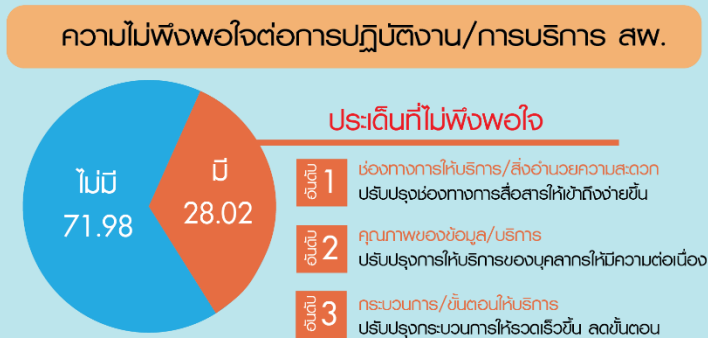 ความไม่พึงพอใจต่อการปฏิบัติงาน/การบริการ สผ.
ไม่มี
71.98
มี
28.02
ประเด็นที่ไม่พึงพอใจ
อันดับ 1
ช่องทางการให้บริการ/สิ่งอำนวยความสะดวก
ปรับปรุงช่องทางการสื่อสารให้เข้าถึงง่ายขึ้น
อันดับ 2
คุณภาพของข้อมูล/บริการ
ปรับปรุงการให้บริการของบุคลากรให้มีความต่อเนื่อง
อันดับ 3
กระบวนการ/ขั้นตอนให้บริการ
ปรับปรุงกระบวนการให้รวดเร็วขึ้น ลดขั้นตอน